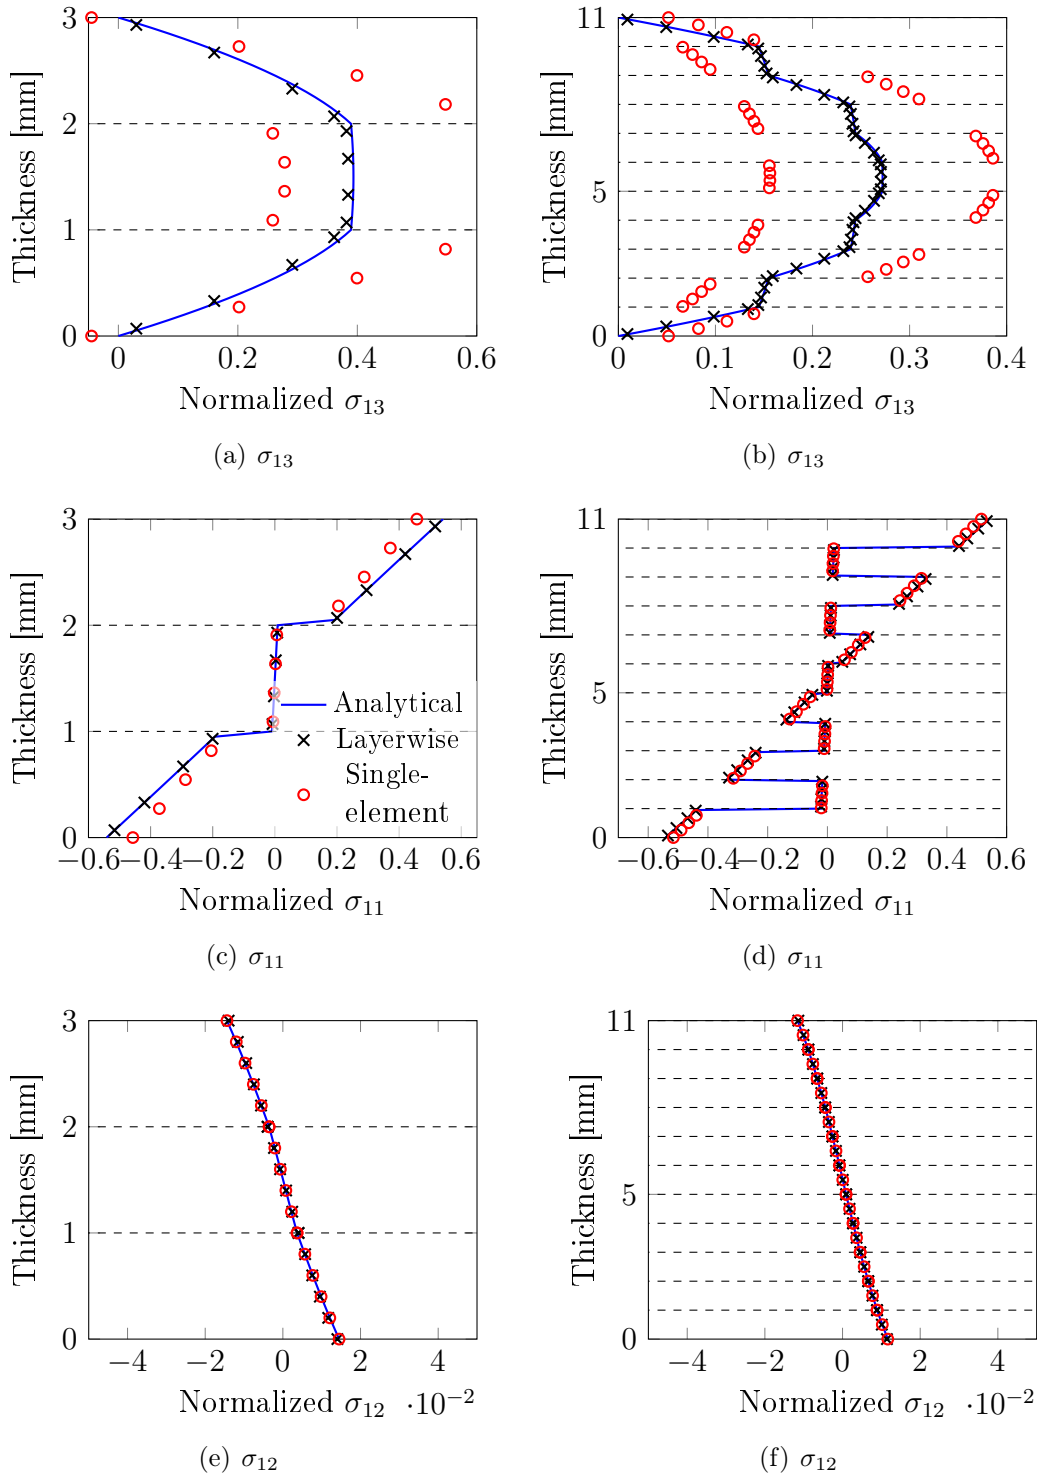 3
2
1
0
Thickness [mm]
0 0.2 0.4 0.6
Normalized σ13
(a) σ13
11
5
0
Thickness [mm]
0 0.1 0.2 0.3 0.4
Normalized σ13
(b) σ13
3
2
1
0
Thickness [mm]
−0.6 −0.4 −0.2 0 0.2 0.4 0.6
Normalized σ11
Analytical
Layerwise
Single-
element
(c) σ11
11
5
0
Thickness [mm]
−0.6 −0.4 −0.2 0 0.2 0.4 0.6
Normalized σ11
(d) σ11
3
2
1
0
Thickness [mm]
−4 −2 0 2 4
Normalized σ12 ·10−2
(e) σ12
11
5
0
Thickness [mm]
−4 −2 0 2 4
Normalized σ12 ·10−2
(f) σ12